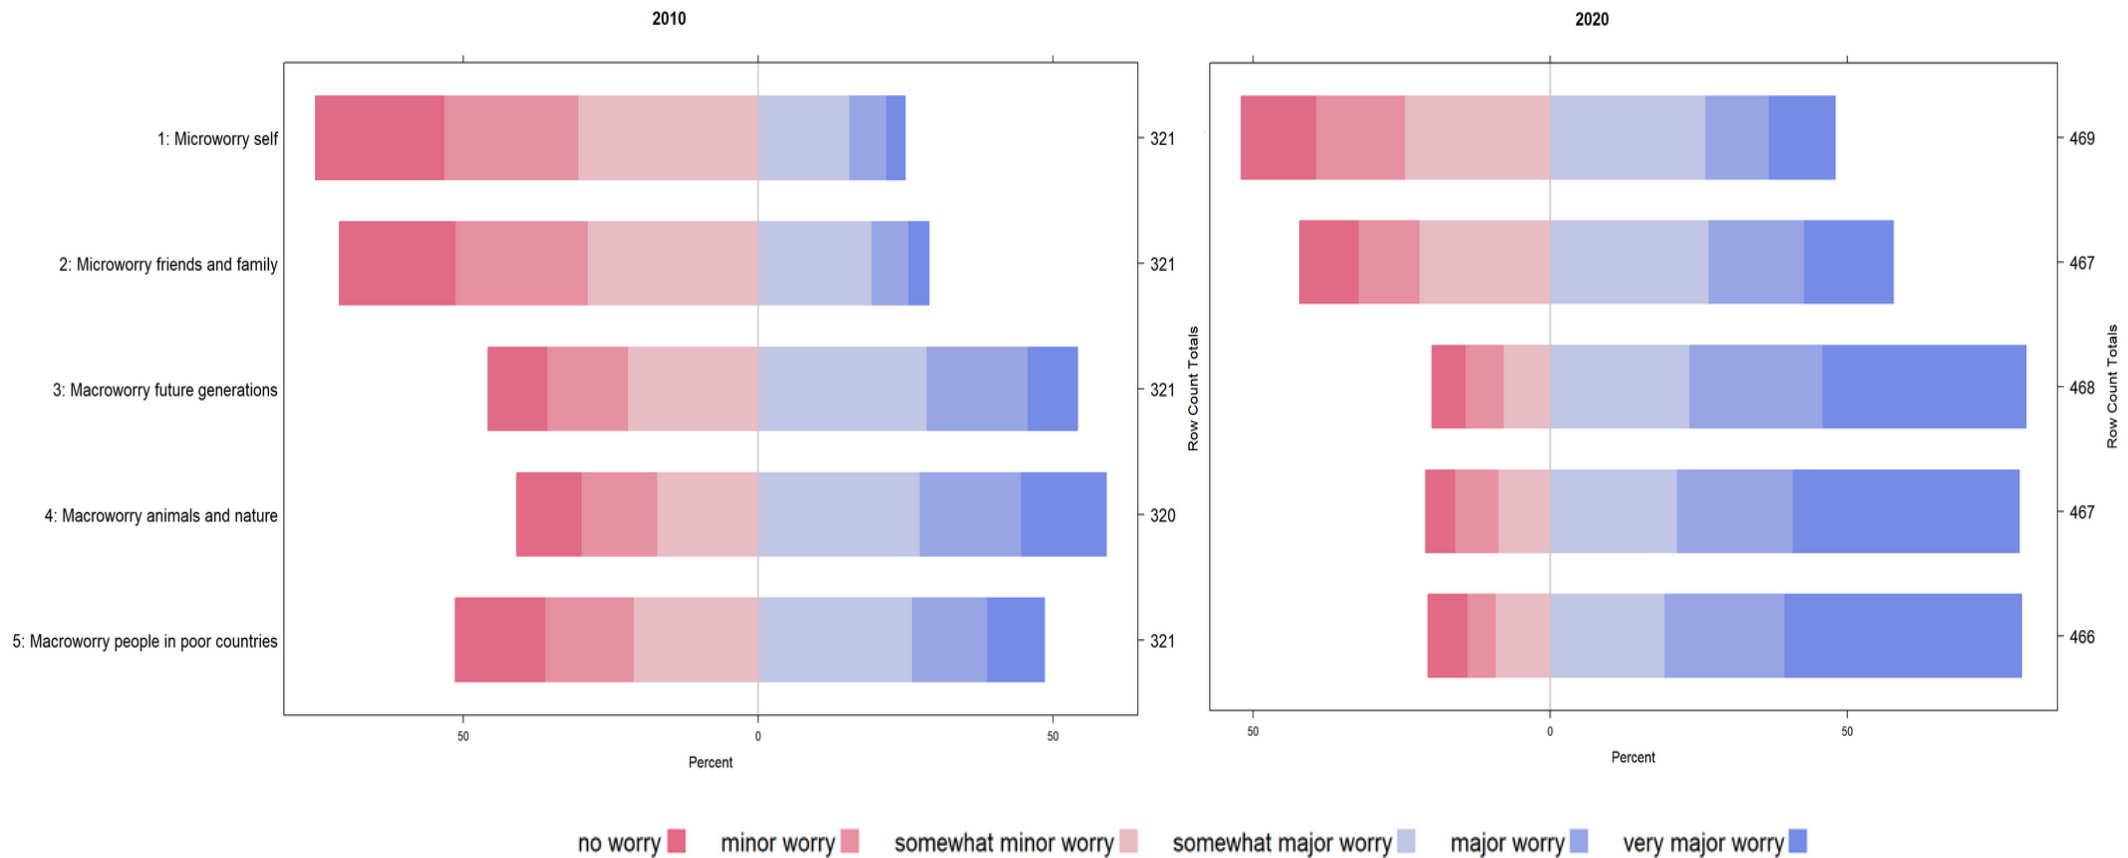 2010
2020
1: Microworry self
321
469
2: Microworry friends and family
321
467
3: Macroworry future generations
321
468
4: Macroworry animals and nature
320
467
5: Macroworry people in poor countries
321
466
Row Count Totals
Row Count Totals
50 0 50
Percent
50 0 50
Percent
no worry minor worry somewhat minor worry somewhat major worry major worry very major worry